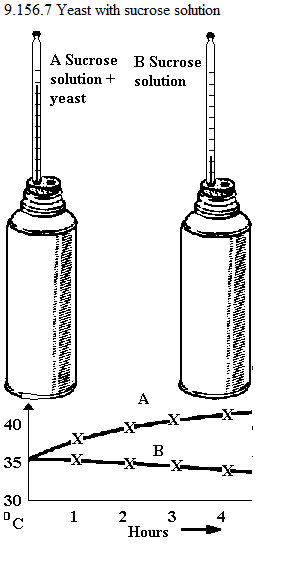 9.156.7 Yeast with sucrose solution
A Sucrose
solution +
yeast
B Sucrose
solution
A
40
X X X X
B
35
X X X X
30
°C
1 2 3 4
Hours